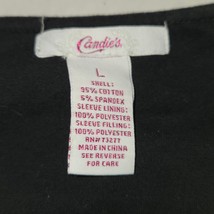 Candie's
L
SHELL:
95% COTTON
5% SPANDEX
SLEEVE LINING:
100% POLYESTER
SLEEVE FILLING:
100% POLYESTER
RN#73277
MADE IN CHINA
SEE REVERSE
FOR CARE